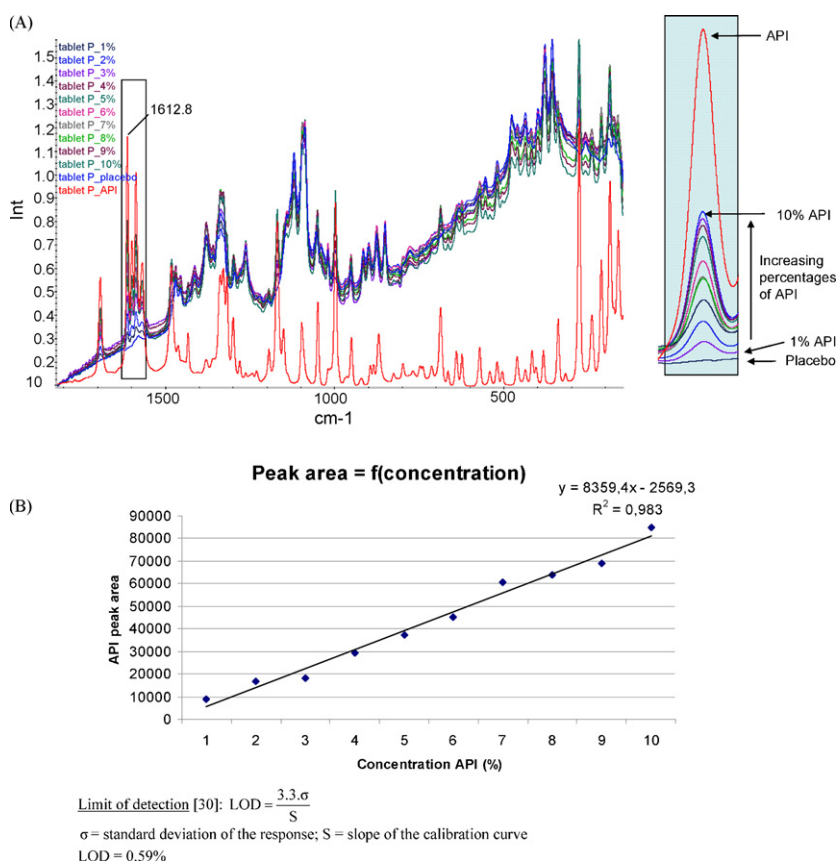 (A)
tablet P_1%
tablet P_2%
tablet P_3%
tablet P_4%
tablet P_5%
tablet P_6%
tablet P_7%
tablet P_8%
tablet P_9%
tablet P_10%
tablet P_placebo
tablet P_API
1612.8
1.5
1.4
1.3
1.2
1.1
1.0
0.9
0.8
0.7
0.6
0.5
0.4
0.3
0.2
10
Int
1500
1000
500
cm-1
API
10% API
Increasing
percentages
of API
1% API
Placebo
Peak area = f(concentration)
(B)
y = 8359,4x - 2569,3
R² = 0,983
90000
80000
70000
60000
50000
40000
30000
20000
10000
0
API peak area
1 2 3 4 5 6 7 8 9 10
Concentration API (%)
Limit of detection [30]: LOD = 3.3.σ / S
σ = standard deviation of the response; S = slope of the calibration curve
LOD = 0.59%